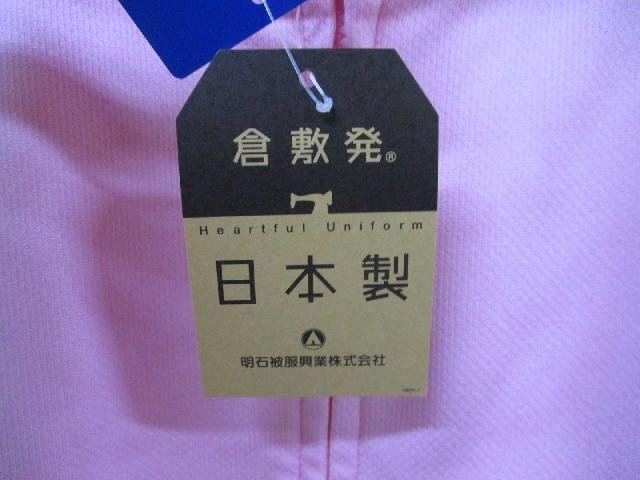 倉敷発®
Heartful Uniform
日本製
明石被服興業株式会社